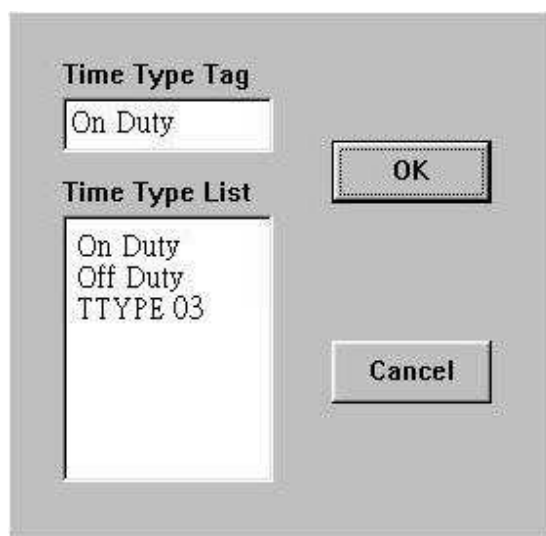 Time Type Tag
On Duty
OK
Time Type List
On Duty
Off Duty
TTYPE 03
Cancel